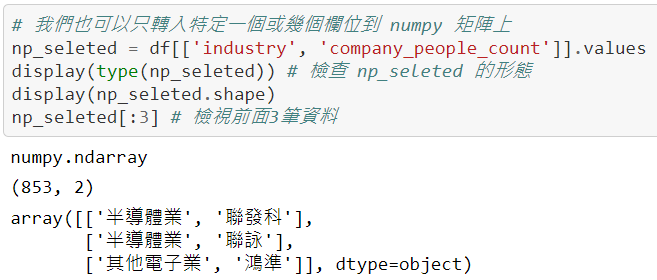 # 我們也可以只轉入特定一個或幾個欄位到 numpy 矩陣上
np_seleted = df[['industry', 'company_people_count']].values
display(type(np_seleted)) # 檢查 np_seleted 的形態
display(np_seleted.shape)
np_seleted[:3] # 檢視前面3筆資料
numpy.ndarray
(853, 2)
array([['半導體業', '聯發科'],
['半導體業', '聯詠'],
['其他電子業', '鴻準']], dtype=object)